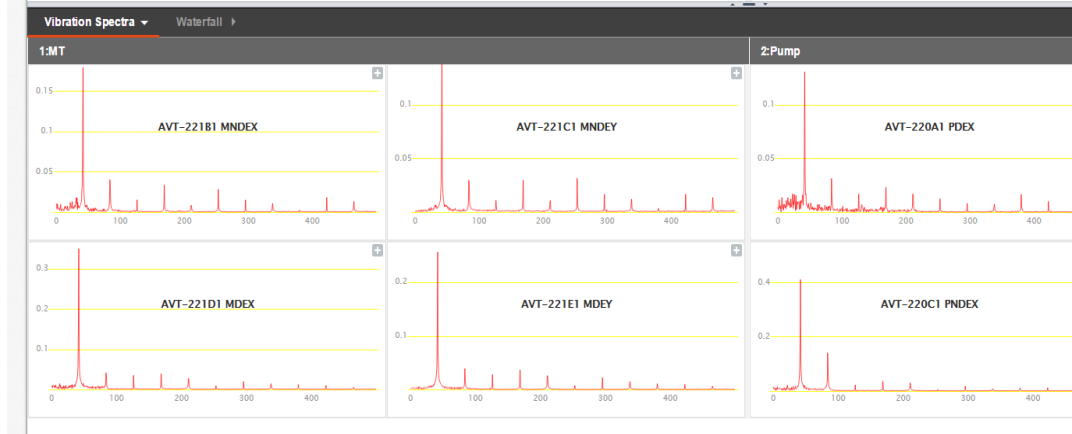 Vibration Spectra Waterfall
1:MT 2:Pump
0.15
0.1
0.05
AVT-221B1 MNDEX
0 100 200 300 400
0.1
0.05
AVT-221C1 MNDEY
0 100 200 300 400
0.1
0.05
AVT-220A1 PDEX
0 100 200 300 400
0.3
0.2
0.1
AVT-221D1 MDEX
0 100 200 300 400
0.2
0.1
AVT-221E1 MDEY
0 100 200 300 400
0.4
0.2
AVT-220C1 PNDEX
0 100 200 300 400